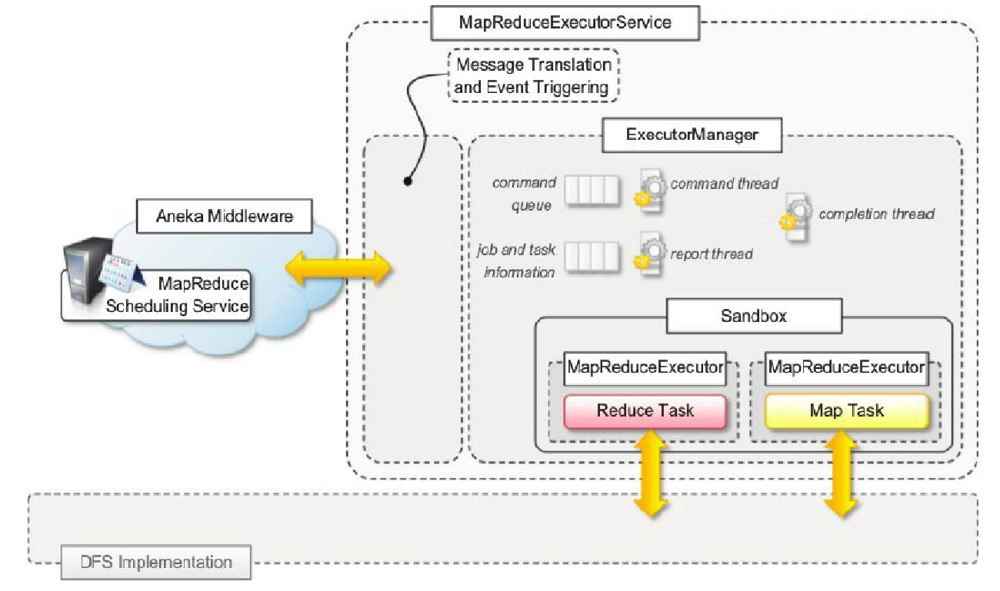 MapReduceExecutorService
Message Translation
and Event Triggering
ExecutorManager
command
queue
command thread
completion thread
job and task
information
report thread
Aneka Middleware
MapReduce
Scheduling Service
Sandbox
MapReduceExecutor
Reduce Task
MapReduceExecutor
Map Task
DFS Implementation